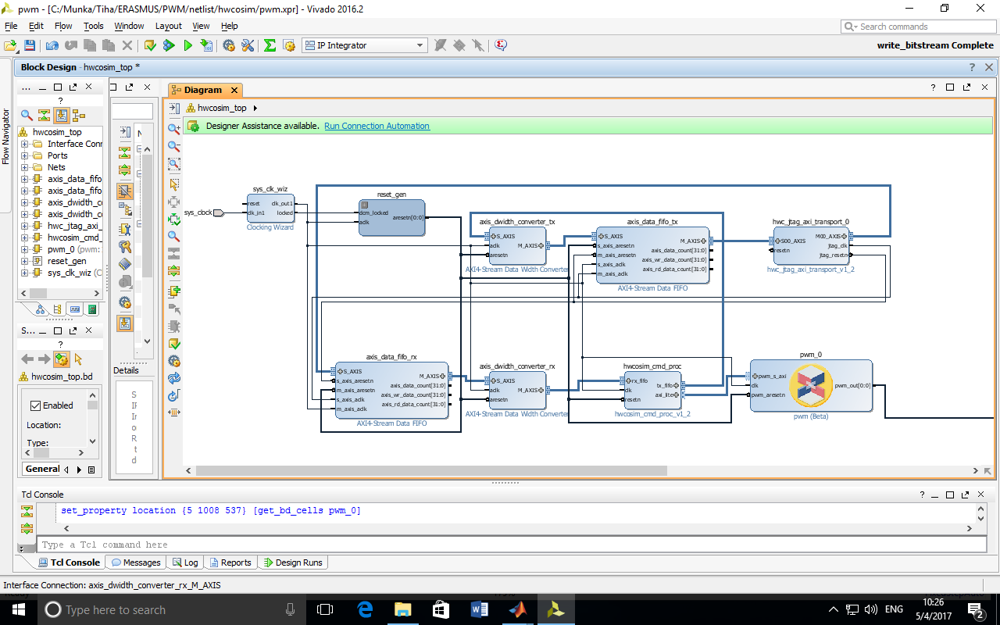 pwm - [C:/Munka/Tiha/ERASMUS/PWM/netlist/hwcosim/pwm.xpr] - Vivado 2016.2
File Edit Flow Tools Window Layout View Help
Search commands
IP Integrator
write_bitstream Complete
Flow Navigator
Block Design - hwcosim_top *
hwcosim_top
Interface Conr
Ports
Nets
axis_data_fifo
axis_data_fifo
axis_dwidth_c
axis_dwidth_c
hwc_jtag_axi_
hwcosim_cmd_
pwm_0 (pwm:
reset_gen
sys_clk_wiz (C
S...
hwcosim_top.bd
Enabled
Location:
Type:
General
Details
Diagram
hwcosim_top
Designer Assistance available. Run Connection Automation
sys_clock
sys_clk_wiz
reset clk_out1
clk_in1 locked
Clocking Wizard
reset_gen
dcm_locked
aresetn[0:0]
aclk
axis_dwidth_converter_tx
S_AXIS
aclk M_AXIS
aresetn
AXI4-Stream Data Width Converter
axis_data_fifo_tx
S_AXIS
s_axis_aresetn
m_axis_aresetn
s_axis_aclk
m_axis_aclk
M_AXIS
axis_data_count[31:0]
axis_wr_data_count[31:0]
axis_rd_data_count[31:0]
AXI4-Stream Data FIFO
hwc_jtag_axi_transport_0
S00_AXIS
resetn
M00_AXIS
jtag_clk
jtag_resetn
hwc_jtag_axi_transport_v1_2
axis_data_fifo_rx
S_AXIS
s_axis_aresetn
m_axis_aresetn
s_axis_aclk
m_axis_aclk
M_AXIS
axis_data_count[31:0]
axis_wr_data_count[31:0]
axis_rd_data_count[31:0]
AXI4-Stream Data FIFO
axis_dwidth_converter_rx
S_AXIS
aclk M_AXIS
aresetn
AXI4-Stream Data Width Converter
hwcosim_cmd_proc
rx_fifo
clk
resetn
tx_fifo
axi_lite
hwcosim_cmd_proc_v1_2
pwm_0
pwm_s_axi
clk
pwm_aresetn
pwm_out[0:0]
pwm (Beta)
Tcl Console
set_property location {5 1008 537} [get_bd_cells pwm_0]
Type a Tcl command here
Tcl Console Messages Log Reports Design Runs
Interface Connection: axis_dwidth_converter_rx_M_AXIS
Type here to search
ENG
10:26
5/4/2017
2